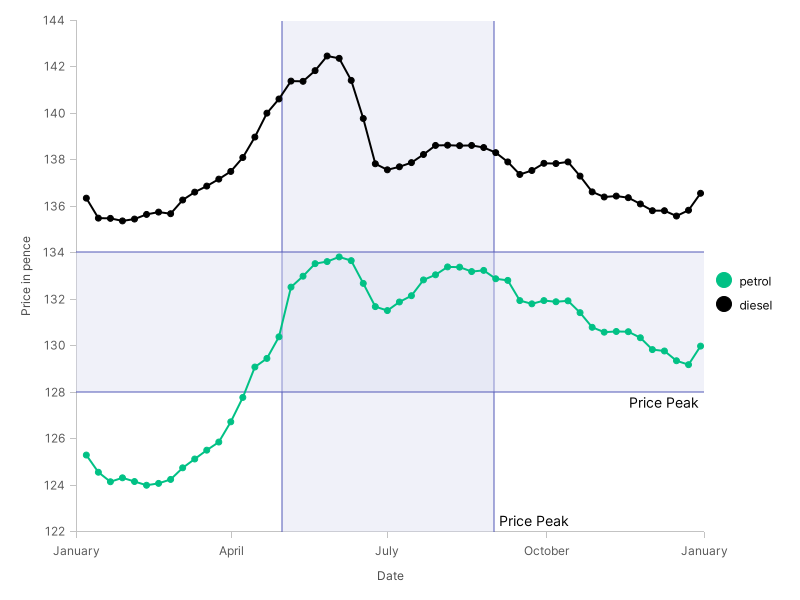 144
142
140
138
136
134
132
130
128
126
124
122
Price in pence
January
April
July
October
January
Date
Price Peak
Price Peak
petrol
diesel